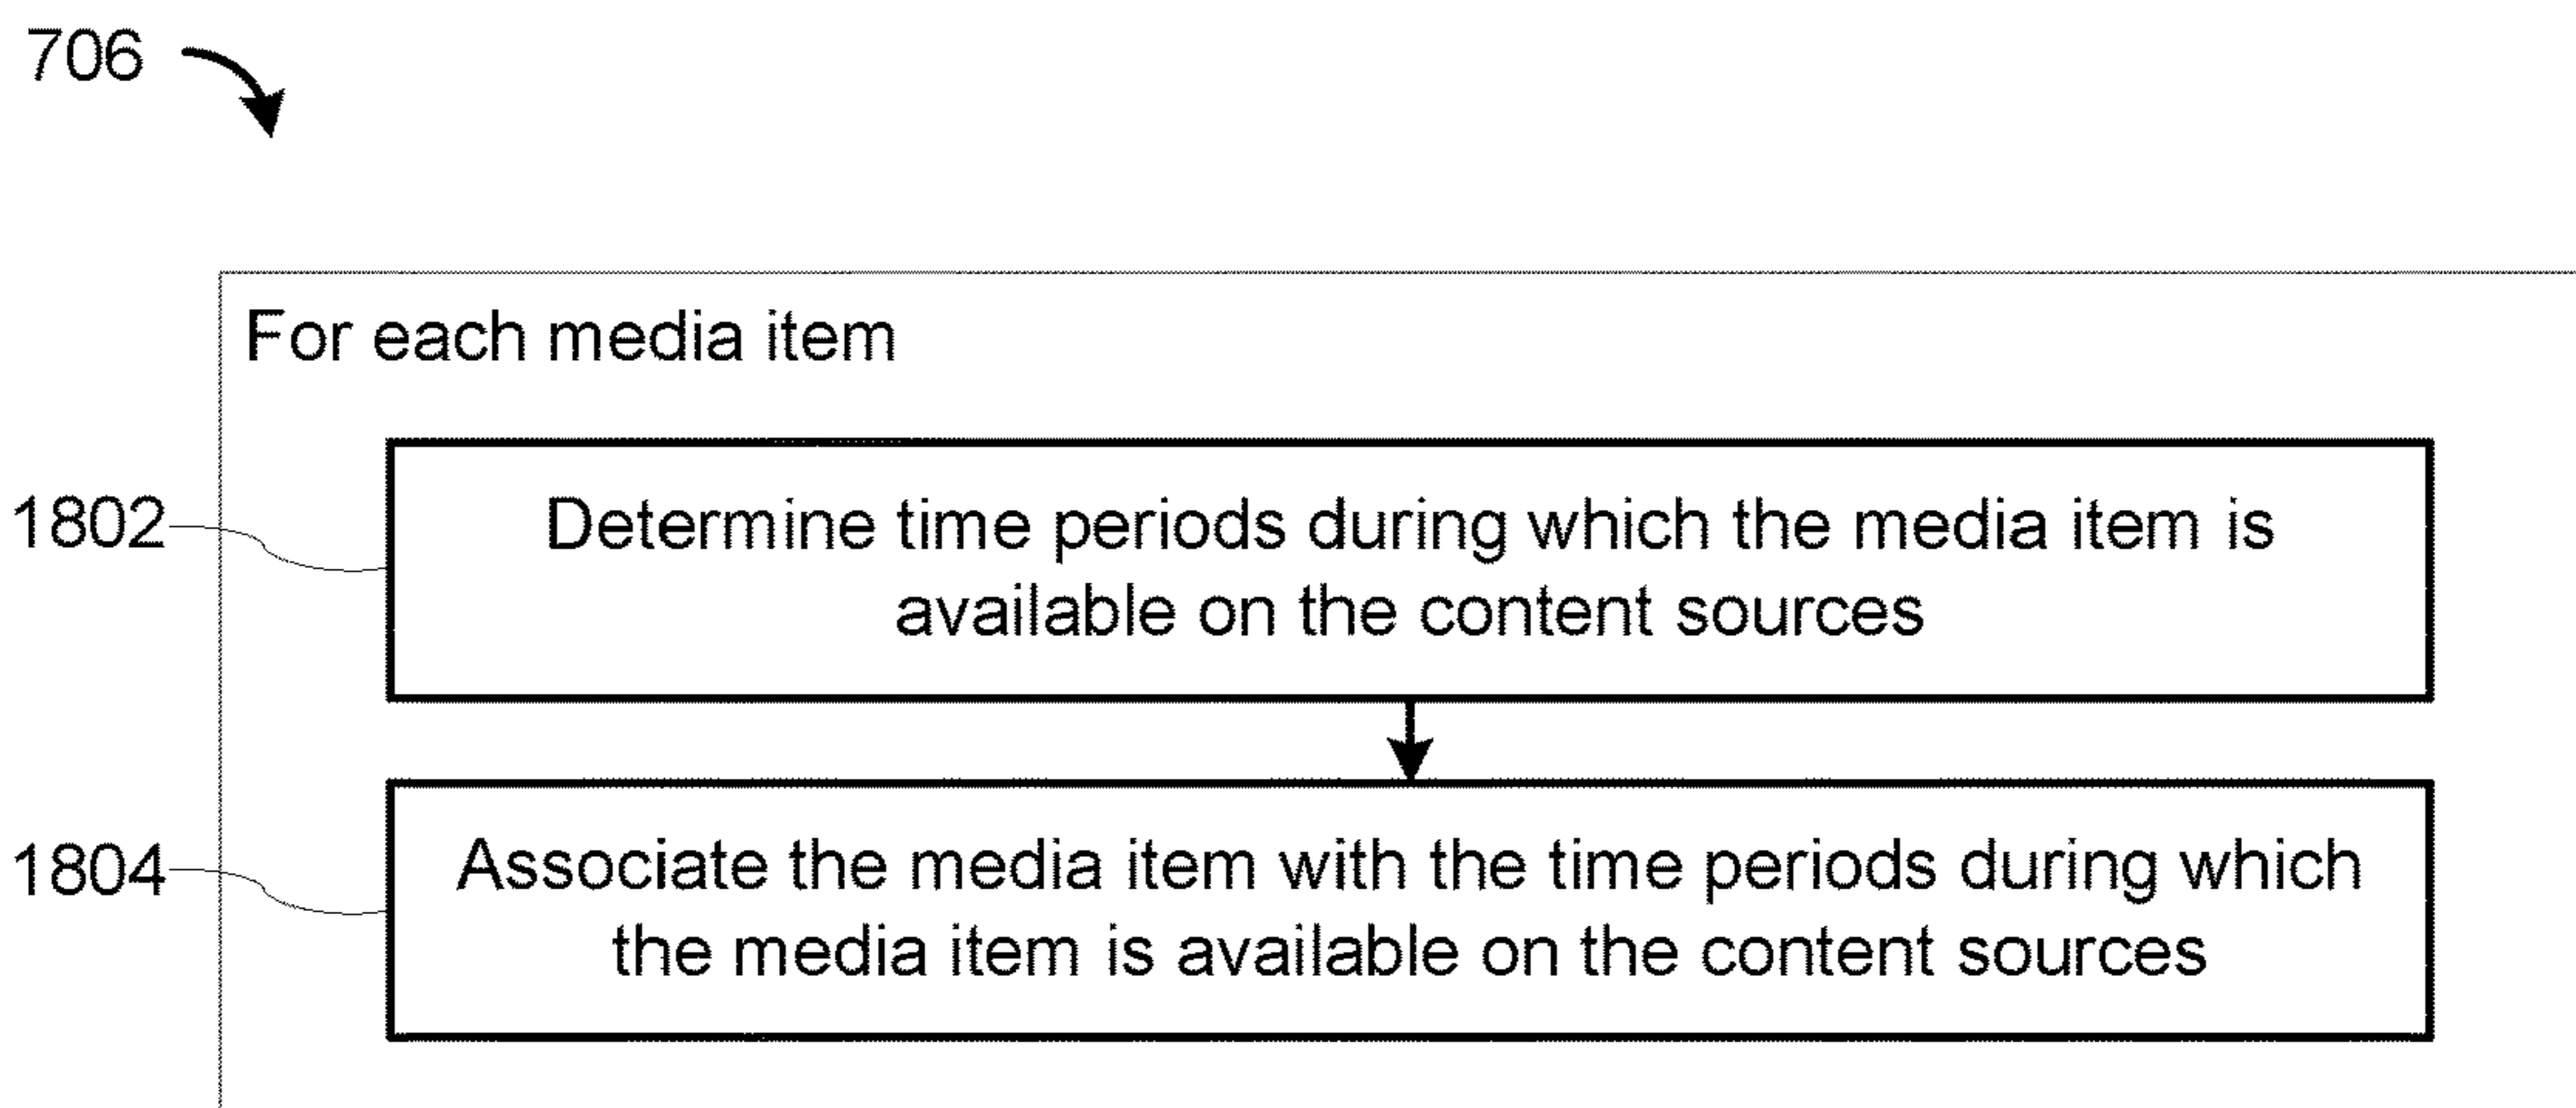 706
For each media item
1802
Determine time periods during which the media item is
available on the content sources
1804
Associate the media item with the time periods during which
the media item is available on the content sources